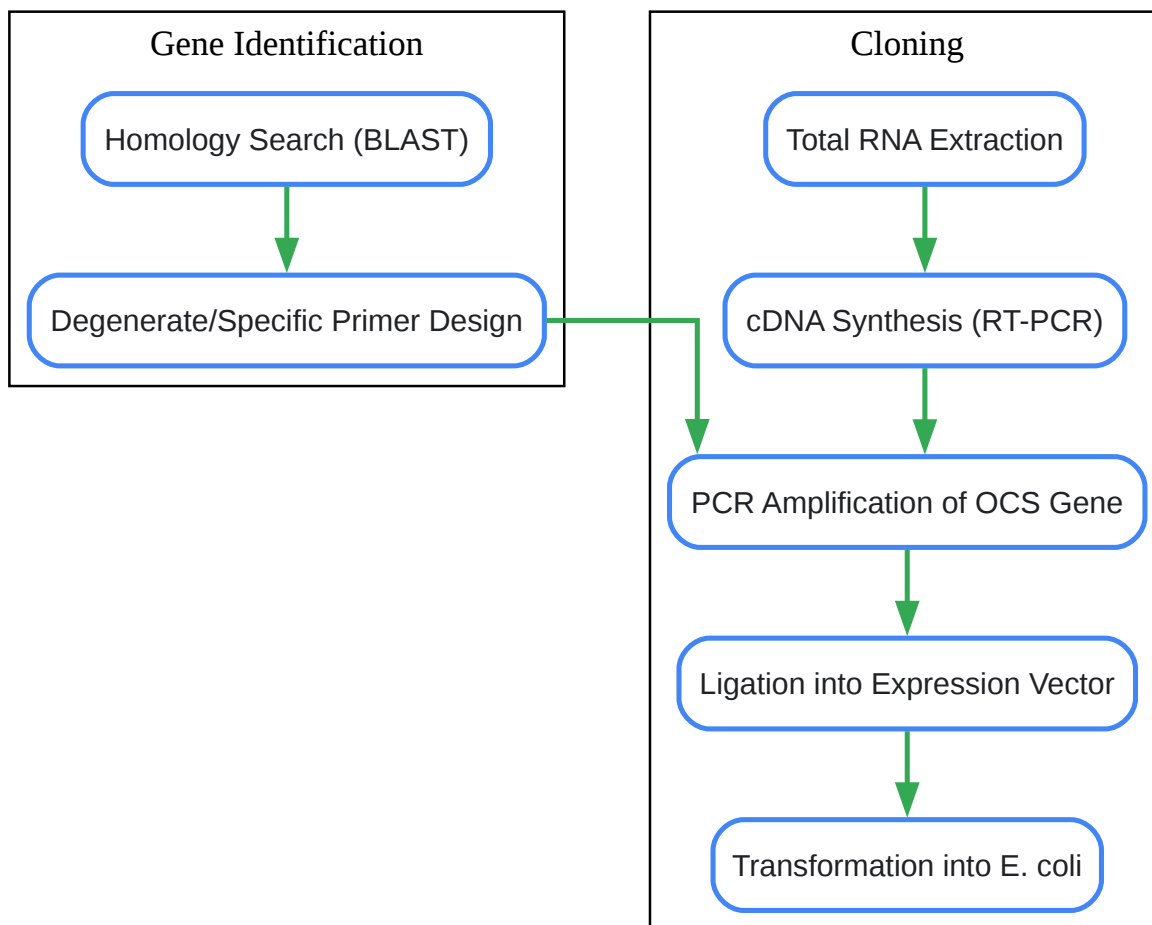 Gene Identification
Homology Search (BLAST)
Degenerate/Specific Primer Design
Cloning
Total RNA Extraction
cDNA Synthesis (RT-PCR)
PCR Amplification of OCS Gene
Ligation into Expression Vector
Transformation into E. coli